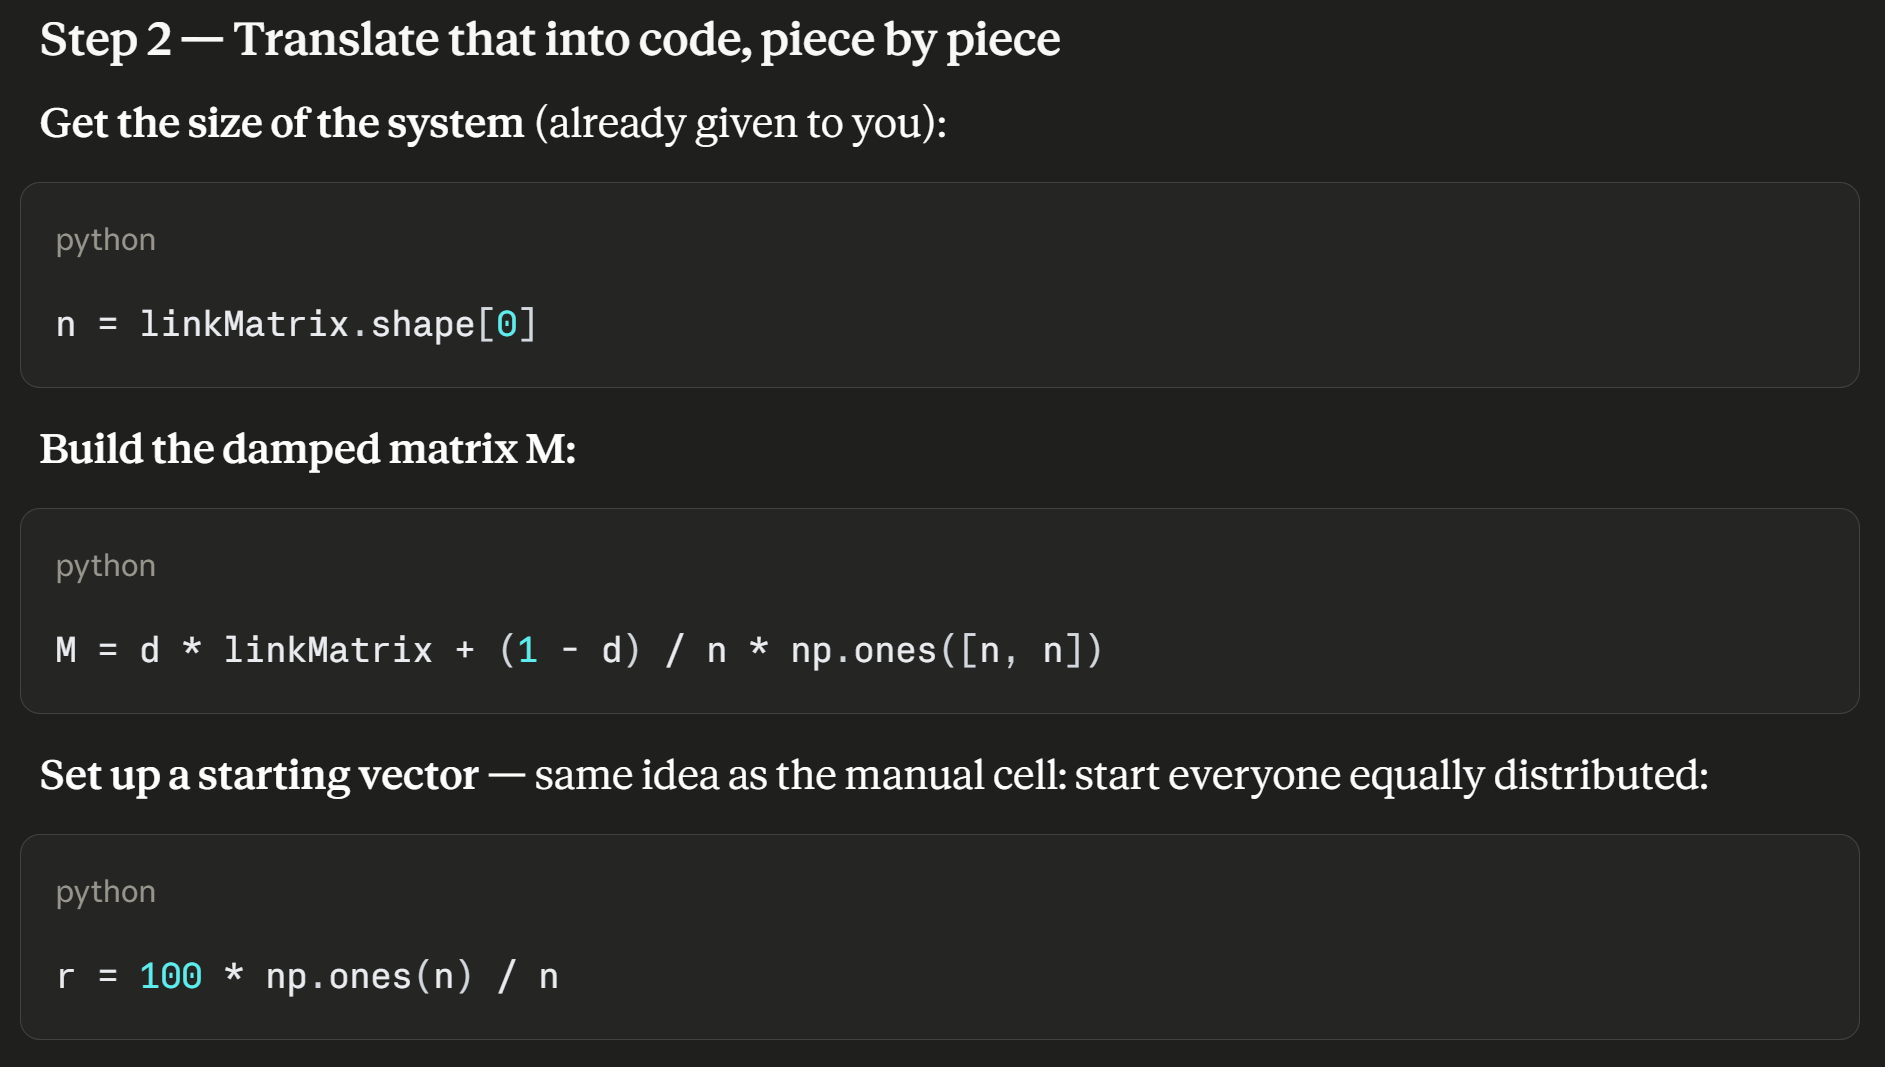 Step 2 — Translate that into code, piece by piece
Get the size of the system (already given to you):
python
n = linkMatrix.shape[0]
Build the damped matrix M:
python
M = d * linkMatrix + (1 - d) / n * np.ones([n, n])
Set up a starting vector — same idea as the manual cell: start everyone equally distributed:
python
r = 100 * np.ones(n) / n